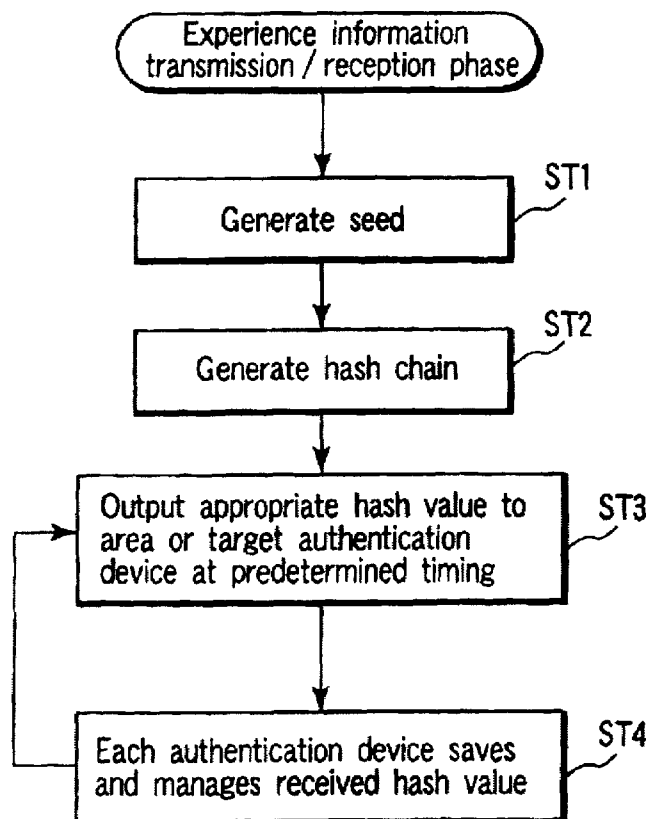 Experience information
transmission / reception phase
ST1
Generate seed
ST2
Generate hash chain
ST3
Output appropriate hash value to
area or target authentication
device at predetermined timing
ST4
Each authentication device saves
and manages received hash value